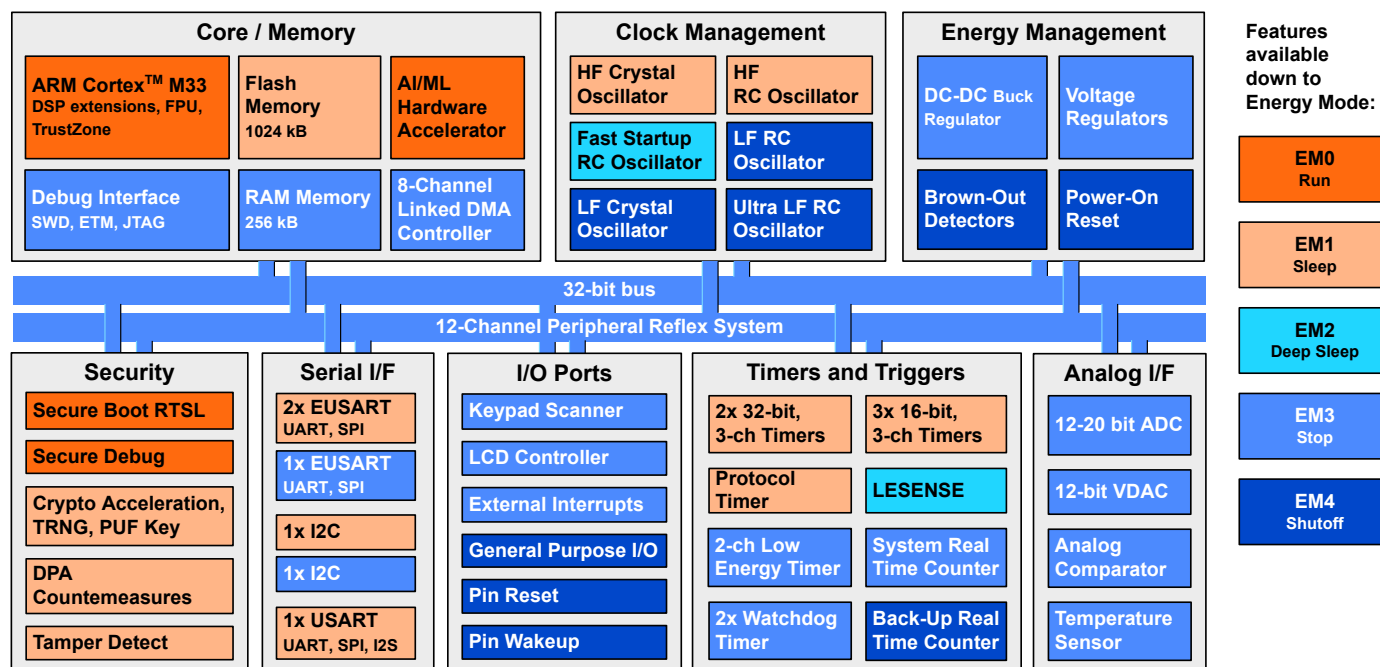 Core / Memory
ARM Cortex™ M33
DSP extensions, FPU,
TrustZone
Flash
Memory
1024 kB
AI/ML
Hardware
Accelerator
Debug Interface
SWD, ETM, JTAG
RAM Memory
256 kB
8-Channel
Linked DMA
Controller
Clock Management
HF Crystal
Oscillator
HF
RC Oscillator
Fast Startup
RC Oscillator
LF RC
Oscillator
LF Crystal
Oscillator
Ultra LF RC
Oscillator
Energy Management
DC-DC Buck
Regulator
Voltage
Regulators
Brown-Out
Detectors
Power-On
Reset
Features
available
down to
Energy Mode:
EM0
Run
EM1
Sleep
EM2
Deep Sleep
EM3
Stop
EM4
Shutoff
32-bit bus
12-Channel Peripheral Reflex System
Security
Secure Boot RTSL
Secure Debug
Crypto Acceleration,
TRNG, PUF Key
DPA
Countemeasures
Tamper Detect
Serial I/F
2x EUSART
UART, SPI
1x EUSART
UART, SPI
1x I2C
1x I2C
1x USART
UART, SPI, I2S
I/O Ports
Keypad Scanner
LCD Controller
External Interrupts
General Purpose I/O
Pin Reset
Pin Wakeup
Timers and Triggers
2x 32-bit,
3-ch Timers
3x 16-bit,
3-ch Timers
Protocol
Timer
LESENSE
2-ch Low
Energy Timer
System Real
Time Counter
2x Watchdog
Timer
Back-Up Real
Time Counter
Analog I/F
12-20 bit ADC
12-bit VDAC
Analog
Comparator
Temperature
Sensor